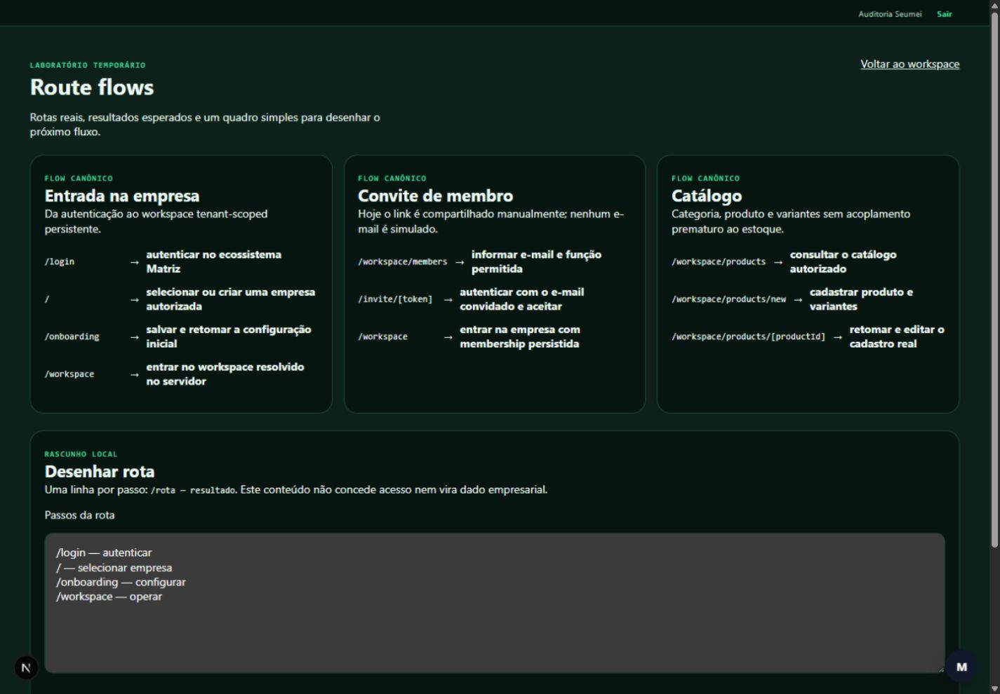 Auditoria Seumei Sair
LABORATÓRIO TEMPORÁRIO
Voltar ao workspace
Route flows
Rotas reais, resultados esperados e um quadro simples para desenhar o
próximo fluxo.
FLOW CANÔNICO
Entrada na empresa
Da autenticação ao workspace tenant-scoped
persistente.
/login → autenticar no ecossistema
Matriz
/ → selecionar ou criar uma empresa
autorizada
/onboarding → salvar e retomar a configuração
inicial
/workspace → entrar no workspace resolvido
no servidor
FLOW CANÔNICO
Convite de membro
Hoje o link é compartilhado manualmente; nenhum e-
mail é simulado.
/workspace/members → informar e-mail e função
permitida
/invite/[token] → autenticar com o e-mail
convidado e aceitar
/workspace → entrar na empresa com
membership persistida
FLOW CANÔNICO
Catálogo
Categoria, produto e variantes sem acoplamento
prematuro ao estoque.
/workspace/products → consultar o catálogo
autorizado
/workspace/products/new → cadastrar produto e
variantes
/workspace/products/[productId] → retomar e editar o
cadastro real
RASCUNHO LOCAL
Desenhar rota
Uma linha por passo: /rota — resultado. Este conteúdo não concede acesso nem vira dado empresarial.
Passos da rota
/login — autenticar
/ — selecionar empresa
/onboarding — configurar
/workspace — operar
N
M